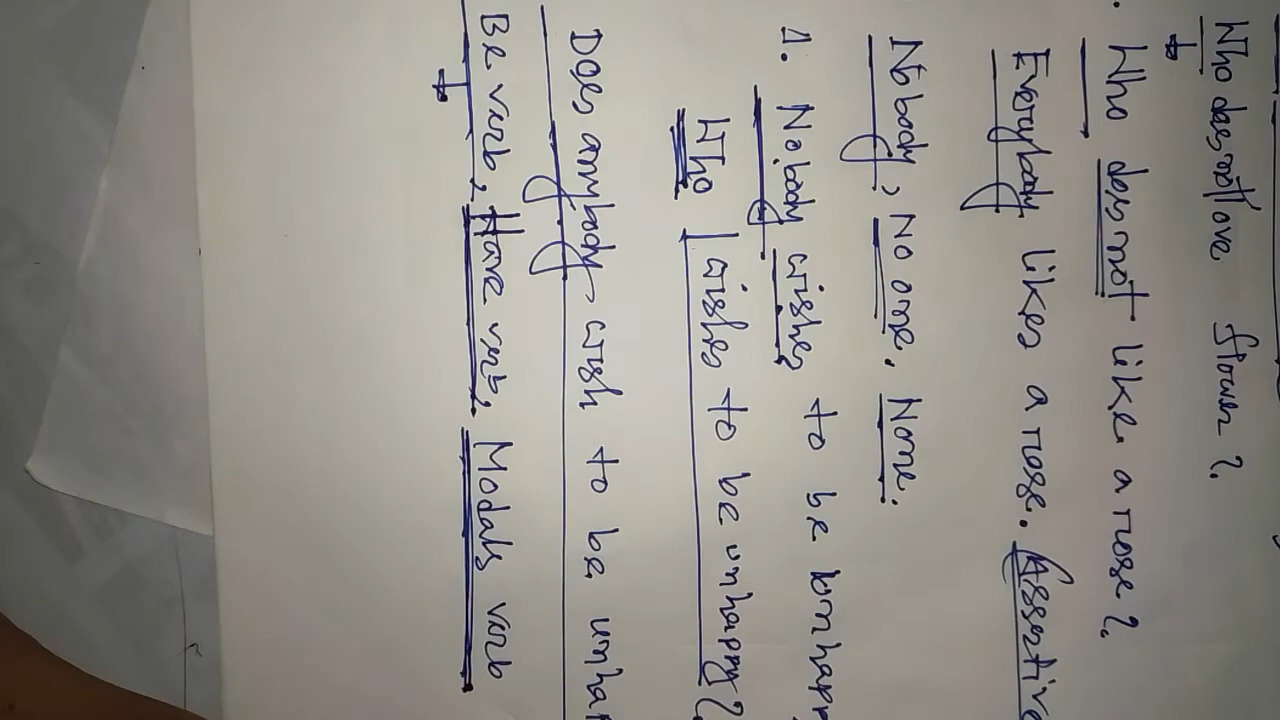 Who does not love flower ?.
Who does not like a rose ?.
Everybody likes a rose. Assertive
Nobody, No one, None.
1. Nobody wishes to be unhapp
Who wishes to be unhappy ?.
Does anybody wish to be unha
Be verb, Have verb, Modals verb